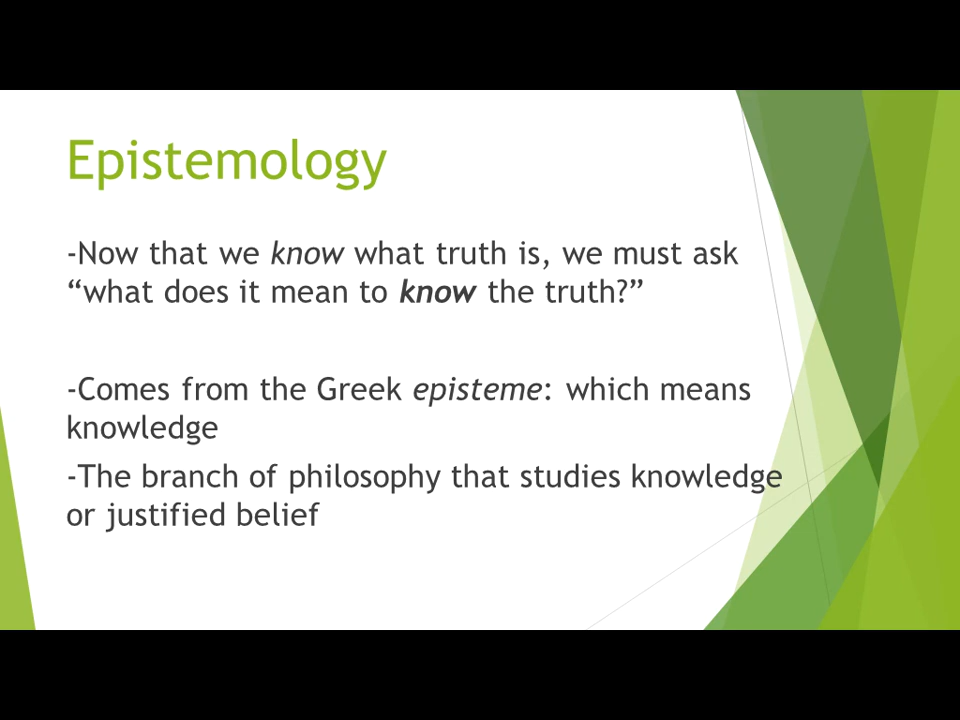 Epistemology
-Now that we know what truth is, we must ask
“what does it mean to know the truth?”
-Comes from the Greek episteme: which means
knowledge
-The branch of philosophy that studies knowledge
or justified belief